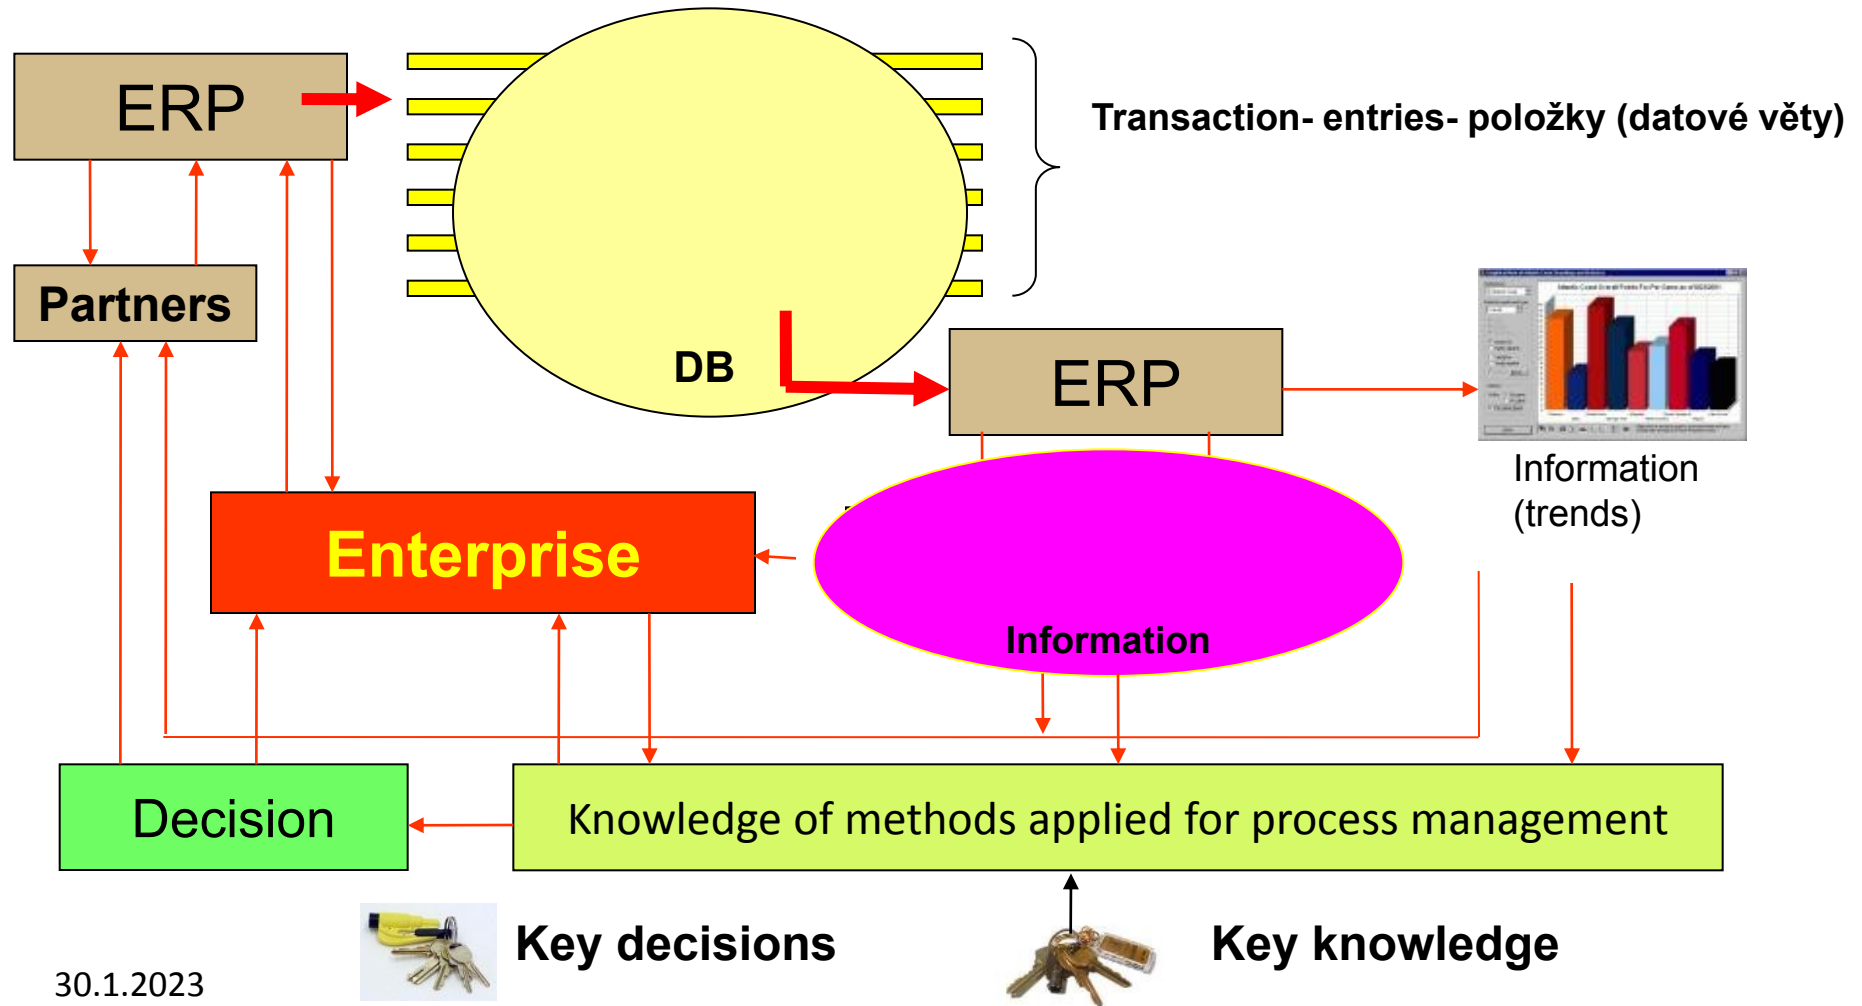 ERP
Transaction- entries- položky (datové věty)
Partners
DB
ERP
Information
(trends)
Enterprise
Information
Decision
Knowledge of methods applied for process management
Key decisions
Key knowledge
30.1.2023